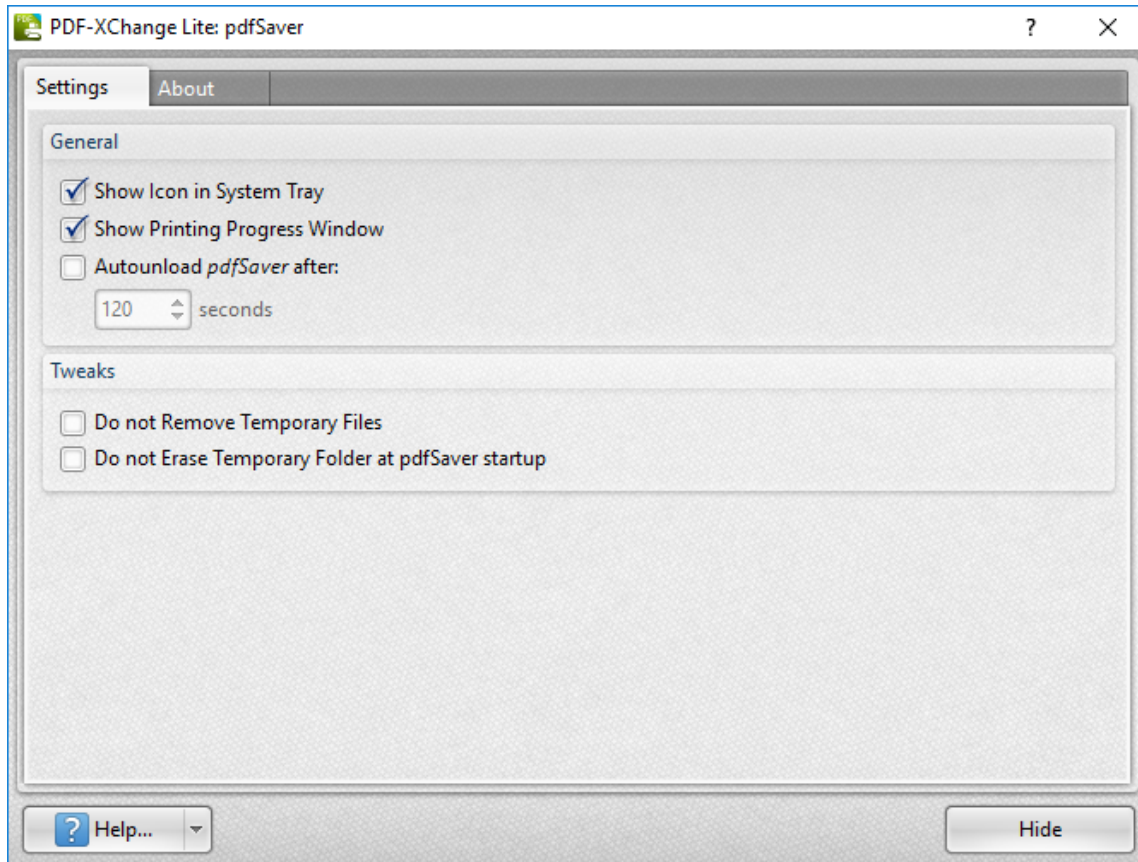 PDF-XChange Lite: pdfSaver
Settings About
General
Show Icon in System Tray
Show Printing Progress Window
Autounload pdfSaver after:
120 seconds
Tweaks
Do not Remove Temporary Files
Do not Erase Temporary Folder at pdfSaver startup
Help... Hide